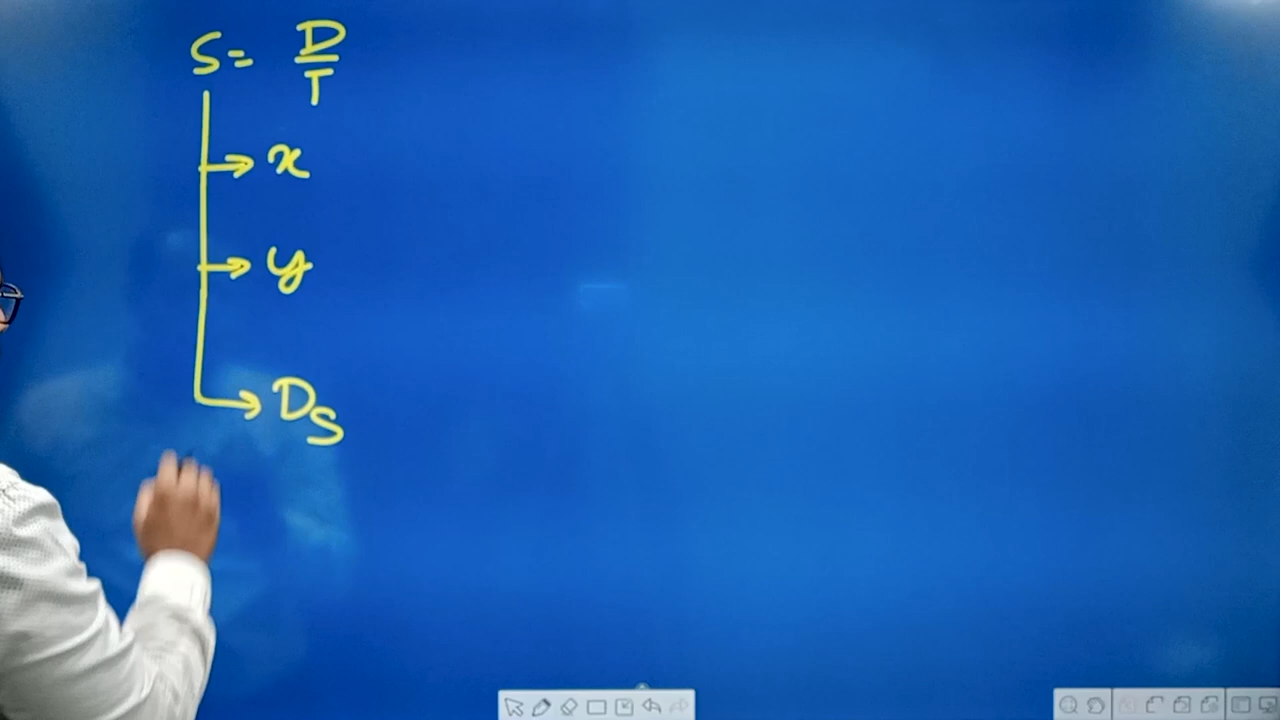 S = D/T
→ x
→ y
→ Ds